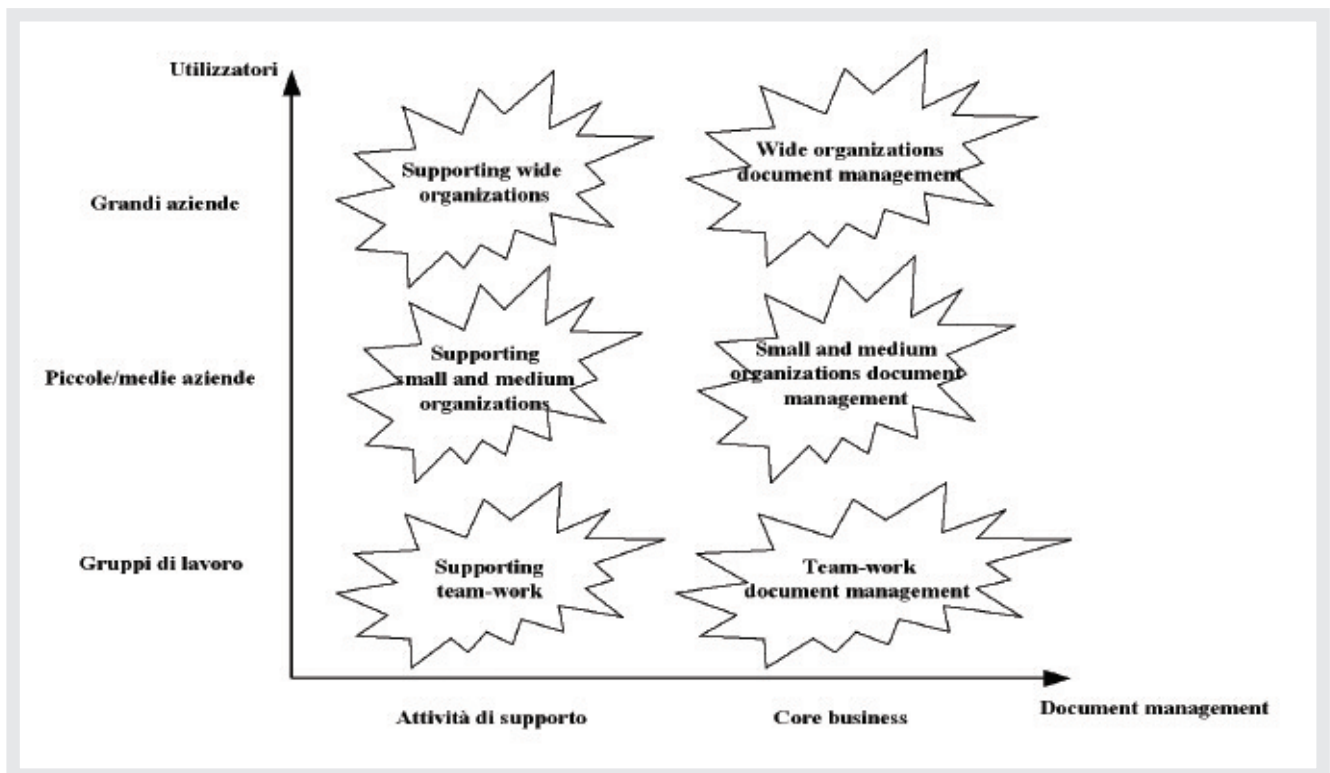 Utilizzatori
Supporting wide
organizations
Wide organizations
document management
Grandi aziende
Supporting
small and medium
organizations
Small and medium
organizations document
management
Piccole/medie aziende
Supporting
team-work
Team-work
document management
Gruppi di lavoro
Attività di supporto
Core business
Document management